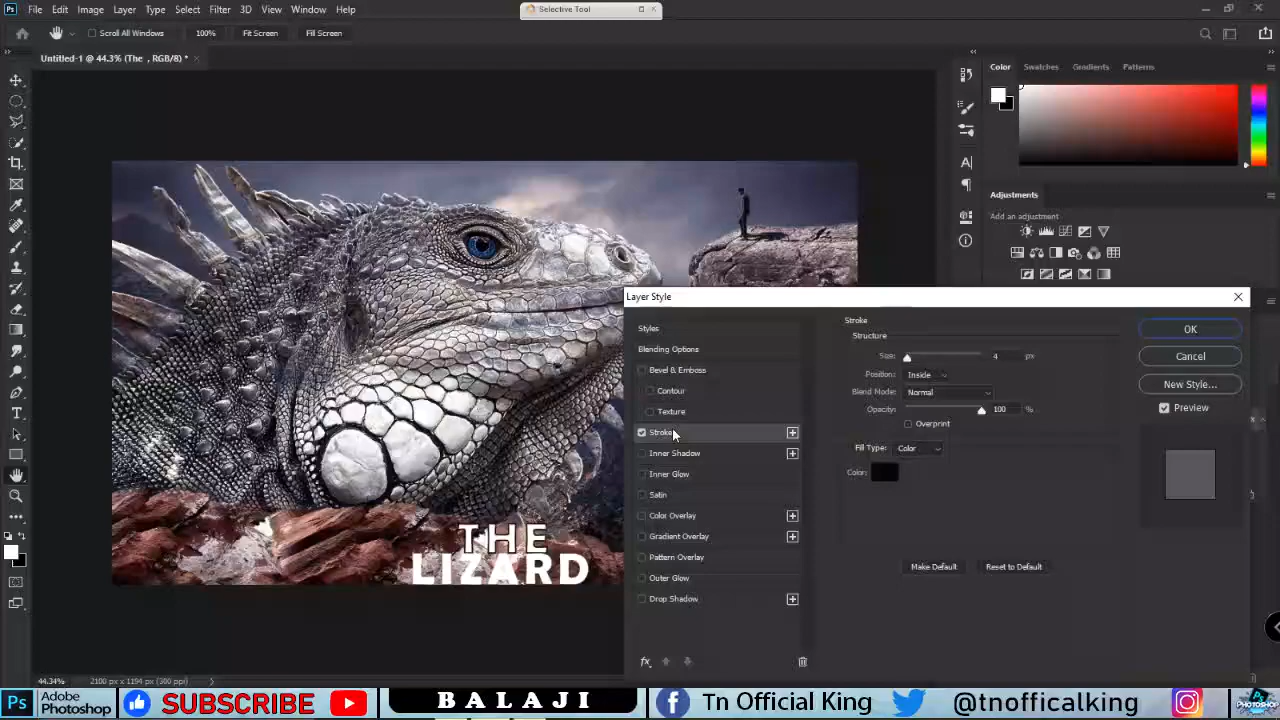 Ps File Edit Image Layer Type Select Filter 3D View Window Help
Selective Tool
Scroll All Windows 100% Fit Screen Fill Screen
Untitled-1 @ 44.3% (The , RGB/8) *
Color Swatches Gradients Patterns
Adjustments
Add an adjustment
Layer Style
Styles
Blending Options
Bevel & Emboss
Contour
Texture
Stroke
Inner Shadow
Inner Glow
Satin
Color Overlay
Gradient Overlay
Pattern Overlay
Outer Glow
Drop Shadow
fx
Stroke
Structure
Size: 4 px
Position: Inside
Blend Mode: Normal
Opacity: 100 %
Overprint
Fill Type: Color
Color:
Make Default Reset to Default
OK
Cancel
New Style...
Preview
THE
LIZARD
44.34% 2100 px x 1194 px (300 ppi)
Ps Adobe Photoshop SUBSCRIBE BALAJI Tn Official King @tnofficalking